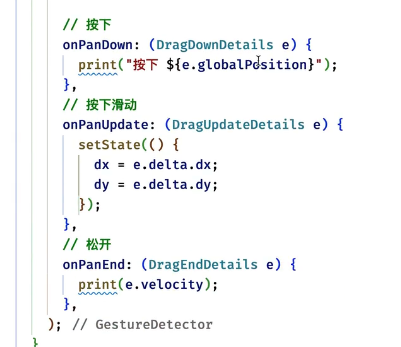 // 按下
onPanDown: (DragDownDetails e) {
print("按下 ${e.globalPosition}");
},
// 按下滑动
onPanUpdate: (DragUpdateDetails e) {
setState(() {
dx = e.delta.dx;
dy = e.delta.dy;
});
},
// 松开
onPanEnd: (DragEndDetails e) {
print(e.velocity);
},
); // GestureDetector
}